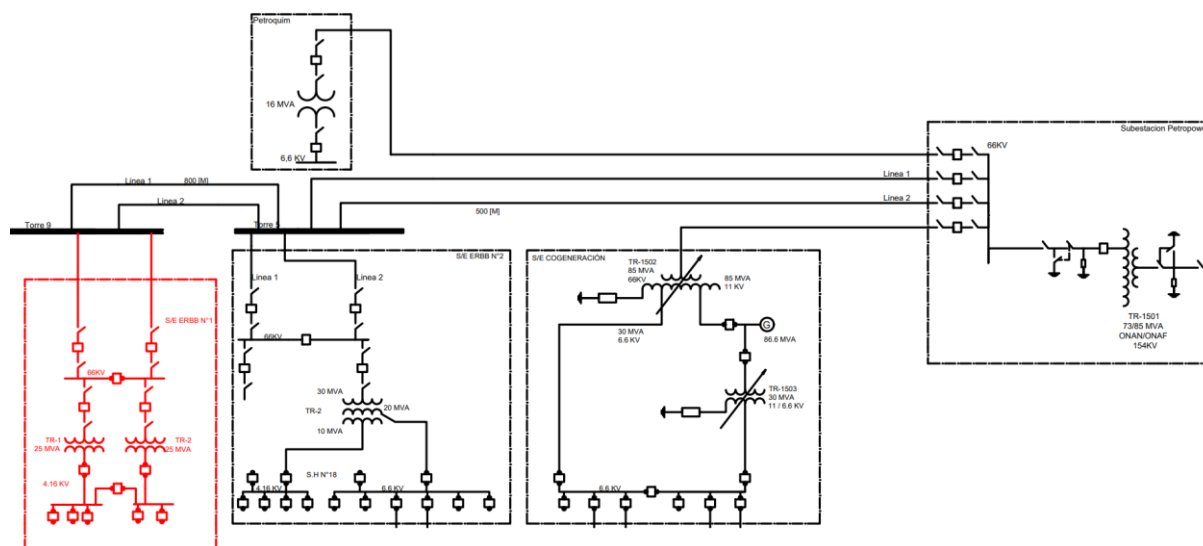 Petroquim
16 MVA
6,6 KV
Subestacion Petropowe
66KV
Linea 1
800 [M]
Linea 2
Torre 9
Torre 5
500 [M]
Linea 1
Linea 2
TR-1501
73/85 MVA
ONAN/ONAF
154KV
S/E ERBB N°1
66KV
TR-1
25 MVA
TR-2
25 MVA
4.16 KV
S/E ERBB N°2
Linea 1
Linea 2
66KV
30 MVA
20 MVA
TR-2
10 MVA
S.H N°18
4.16 KV
6.6 KV
S/E COGENERACIÓN
TR-1502
85 MVA
66KV
85 MVA
11 KV
30 MVA
6.6 KV
G
86.6 MVA
TR-1503
30 MVA
11 / 6.6 KV
6.6 KV